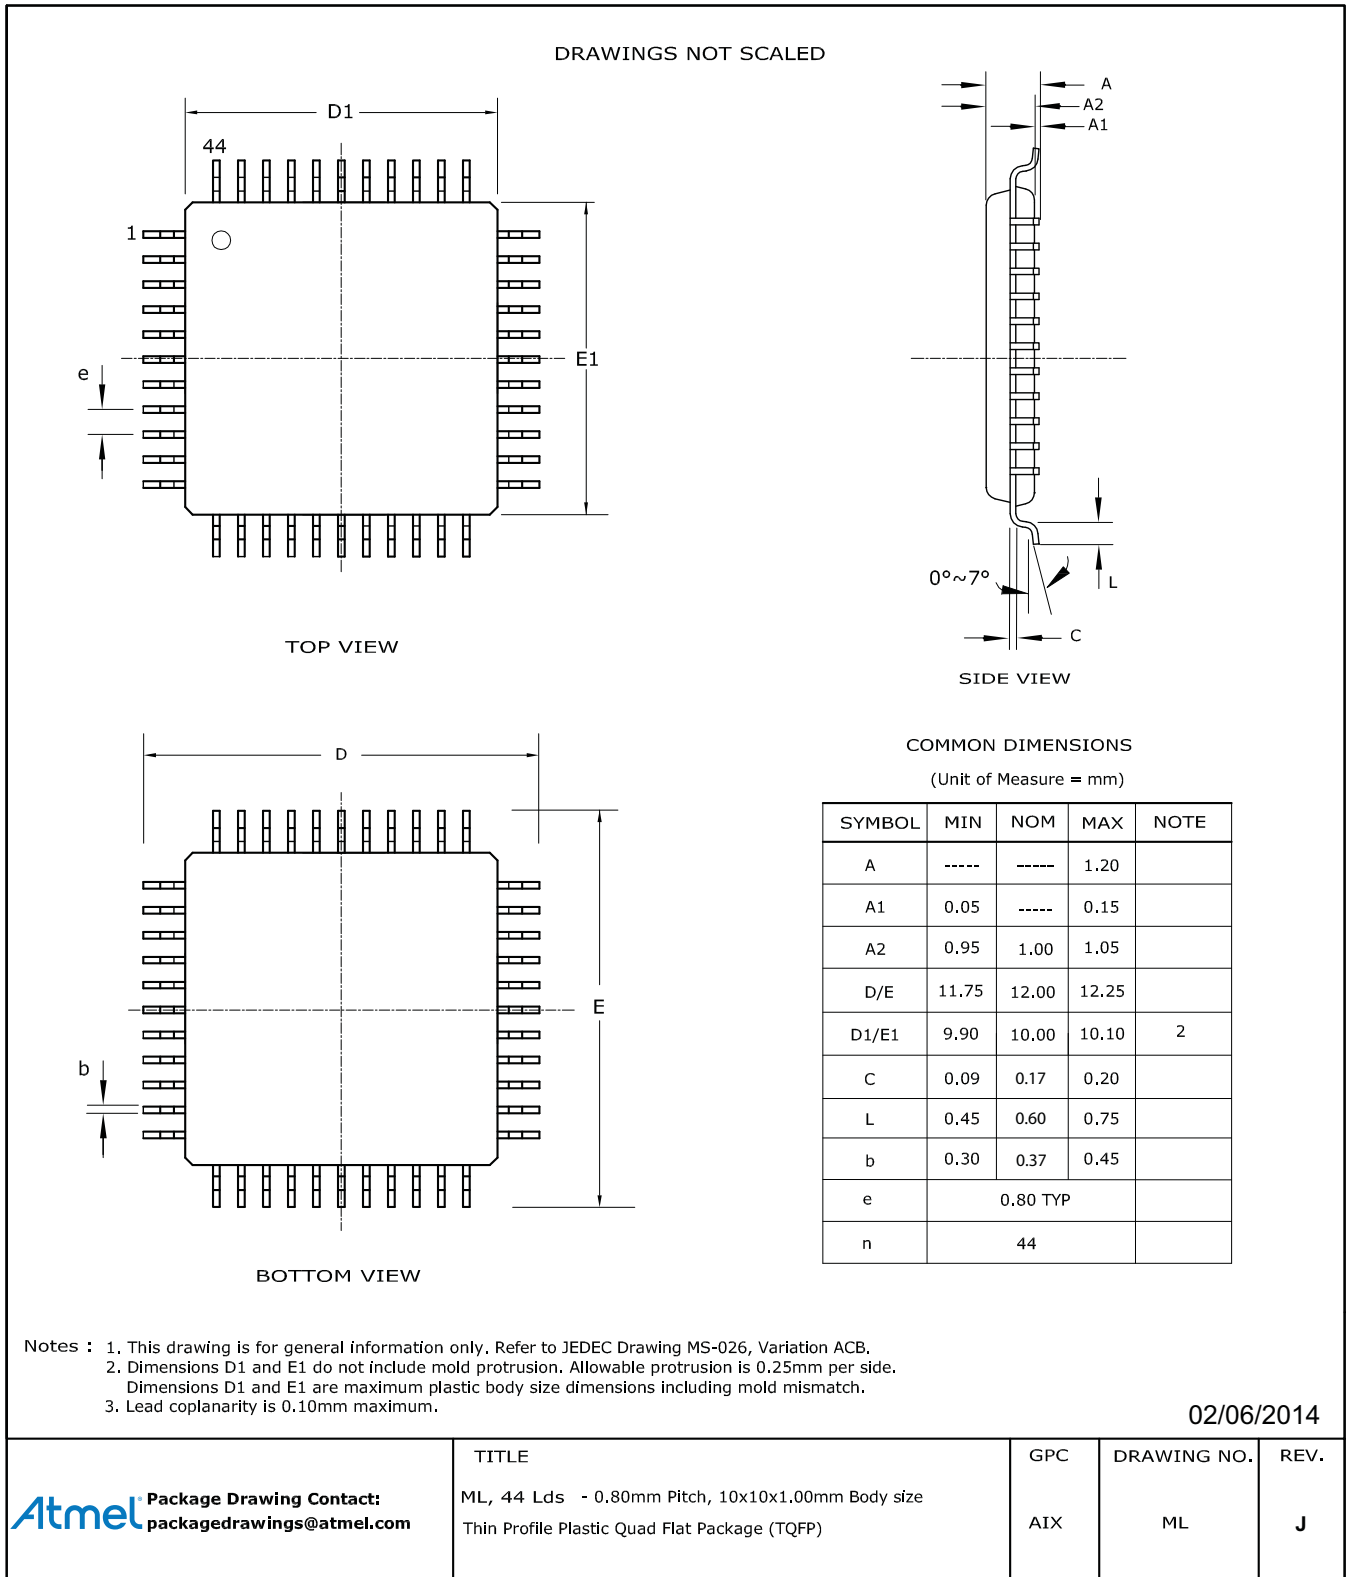 DRAWINGS NOT SCALED
D1
44
1
e
E1
TOP VIEW
A
A2
A1
0°~7°
L
C
SIDE VIEW
D
E
b
BOTTOM VIEW
COMMON DIMENSIONS
(Unit of Measure = mm)
SYMBOL MIN NOM MAX NOTE
A ----- ----- 1.20
A1 0.05 ----- 0.15
A2 0.95 1.00 1.05
D/E 11.75 12.00 12.25
D1/E1 9.90 10.00 10.10 2
C 0.09 0.17 0.20
L 0.45 0.60 0.75
b 0.30 0.37 0.45
e 0.80 TYP
n 44
Notes : 1. This drawing is for general information only. Refer to JEDEC Drawing MS-026, Variation ACB.
2. Dimensions D1 and E1 do not include mold protrusion. Allowable protrusion is 0.25mm per side.
Dimensions D1 and E1 are maximum plastic body size dimensions including mold mismatch.
3. Lead coplanarity is 0.10mm maximum.
02/06/2014
Atmel
Package Drawing Contact:
packagedrawings@atmel.com
TITLE
ML, 44 Lds - 0.80mm Pitch, 10x10x1.00mm Body size
Thin Profile Plastic Quad Flat Package (TQFP)
GPC
AIX
DRAWING NO.
ML
REV.
J